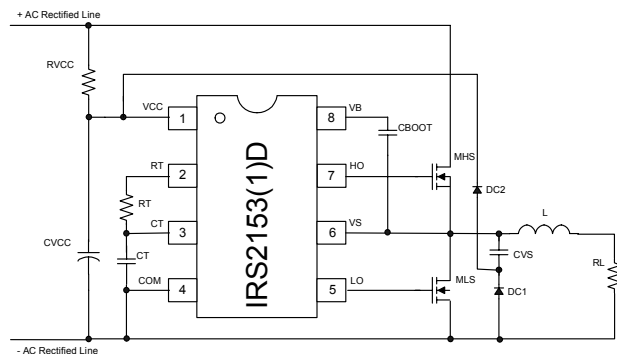 + AC Rectified Line
RVCC
VCC
1
8
VB
CBOOT
RT
2
7
HO
MHS
DC2
RT
IRS2153(1)D
CT
3
6
VS
L
CVCC
CT
CVS
RL
COM
4
5
LO
MLS
DC1
- AC Rectified Line